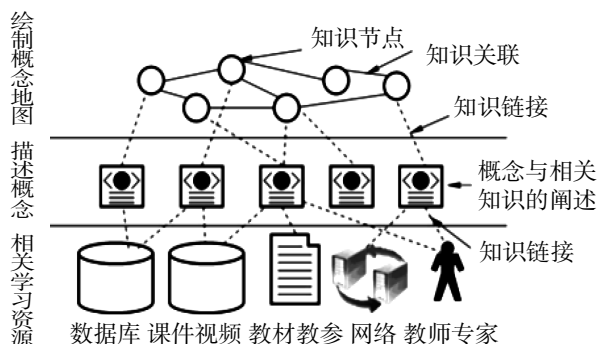 绘制概念地图
知识节点
知识关联
知识链接
描述概念
概念与相关
知识的阐述
相关学习资源
知识链接
数据库 课件视频 教材教参 网络 教师专家